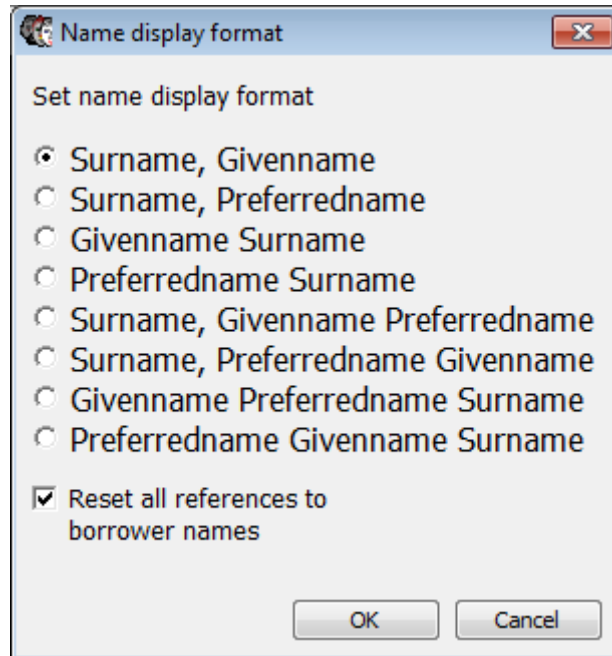 Name display format
Set name display format
Surname, Givenname
Surname, Preferredname
Givenname Surname
Preferredname Surname
Surname, Givenname Preferredname
Surname, Preferredname Givenname
Givenname Preferredname Surname
Preferredname Givenname Surname
Reset all references to
borrower names
OK Cancel